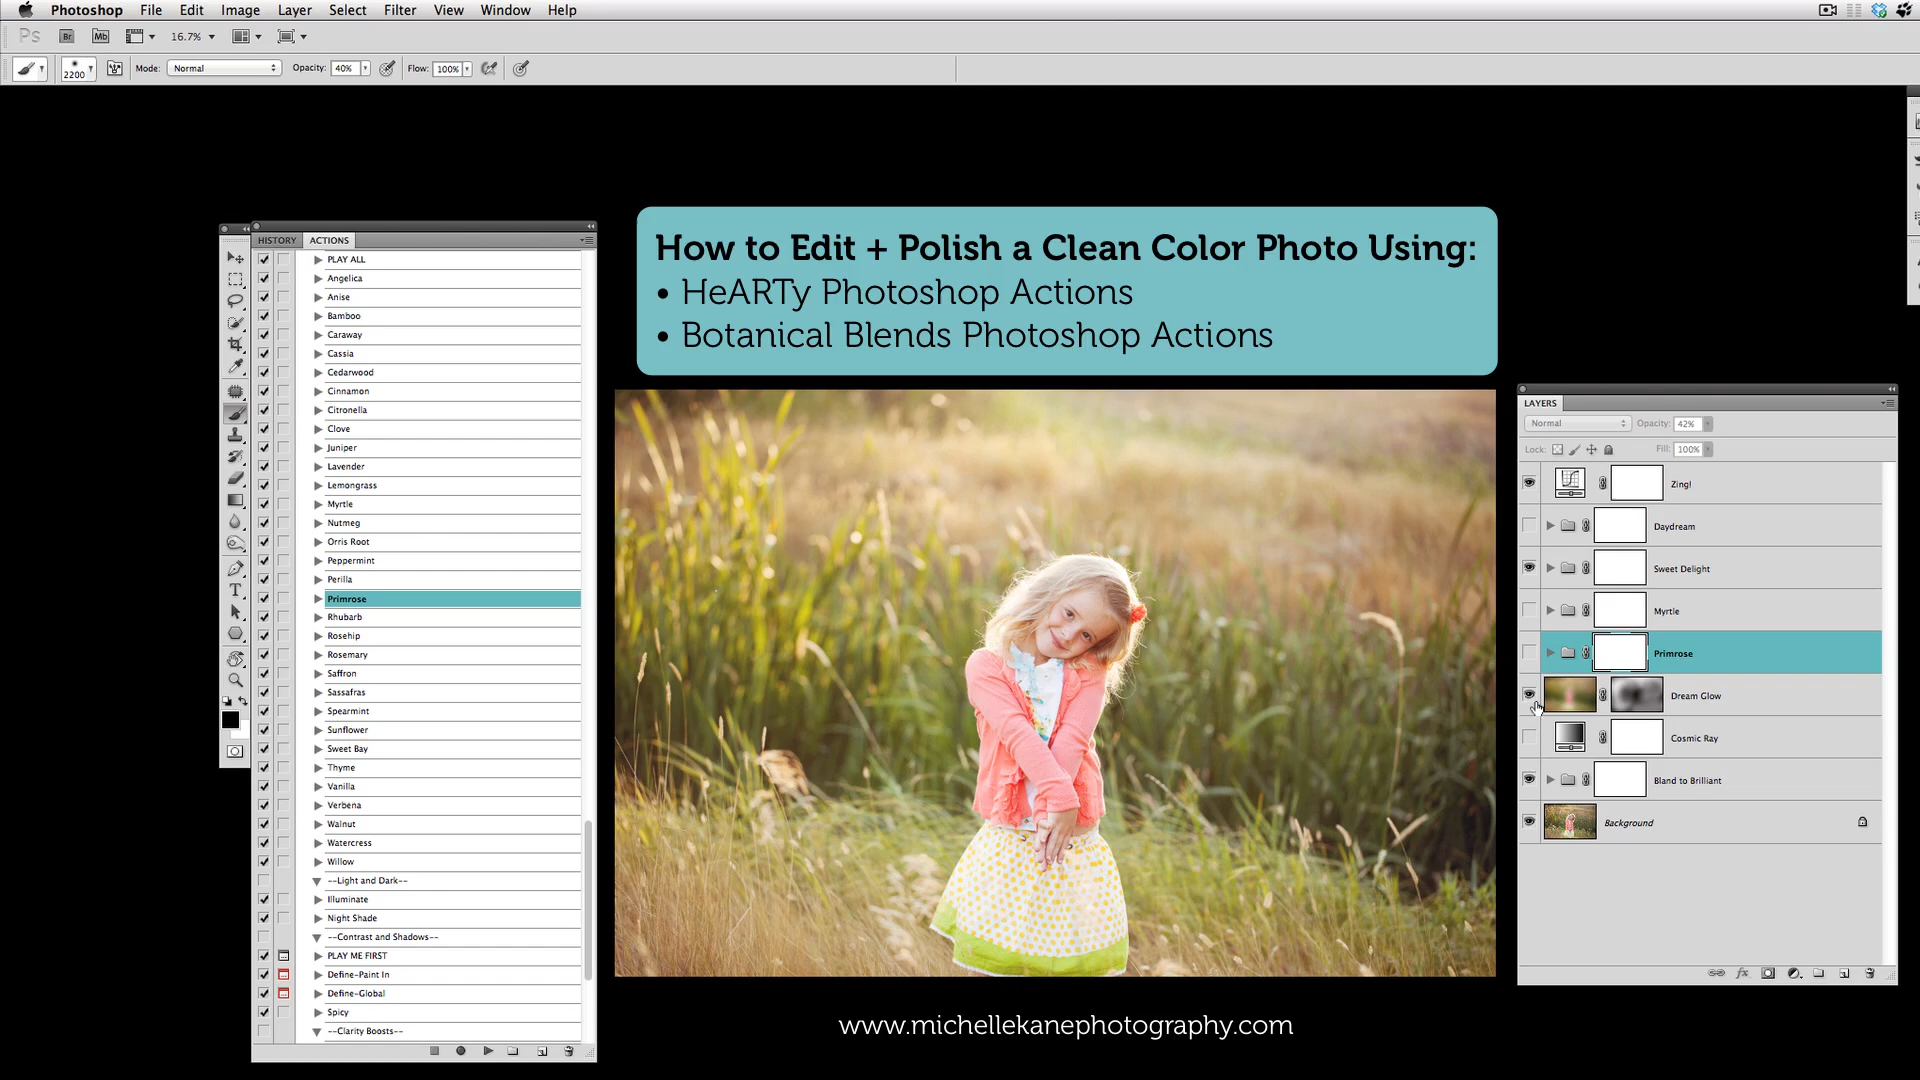 Photoshop File Edit Image Layer Select Filter View Window Help
Ps Br Mb 16.7%
2200 Mode: Normal Opacity: 40% Flow: 100%
How to Edit + Polish a Clean Color Photo Using:
• HeARTy Photoshop Actions
• Botanical Blends Photoshop Actions
HISTORY ACTIONS
PLAY ALL
Angelica
Anise
Bamboo
Caraway
Cassia
Cedarwood
Cinnamon
Citronella
Clove
Juniper
Lavender
Lemongrass
Myrtle
Nutmeg
Orris Root
Peppermint
Perilla
Primrose
Rhubarb
Rosehip
Rosemary
Saffron
Sassafras
Spearmint
Sunflower
Sweet Bay
Thyme
Vanilla
Verbena
Walnut
Watercress
Willow
--Light and Dark--
Illuminate
Night Shade
--Contrast and Shadows--
PLAY ME FIRST
Define-Paint In
Define-Global
Spicy
--Clarity Boosts--
LAYERS
Normal Opacity: 42%
Lock: Fill: 100%
Zing!
Daydream
Sweet Delight
Myrtle
Primrose
Dream Glow
Cosmic Ray
Bland to Brilliant
Background
fx
www.michellekanephotography.com